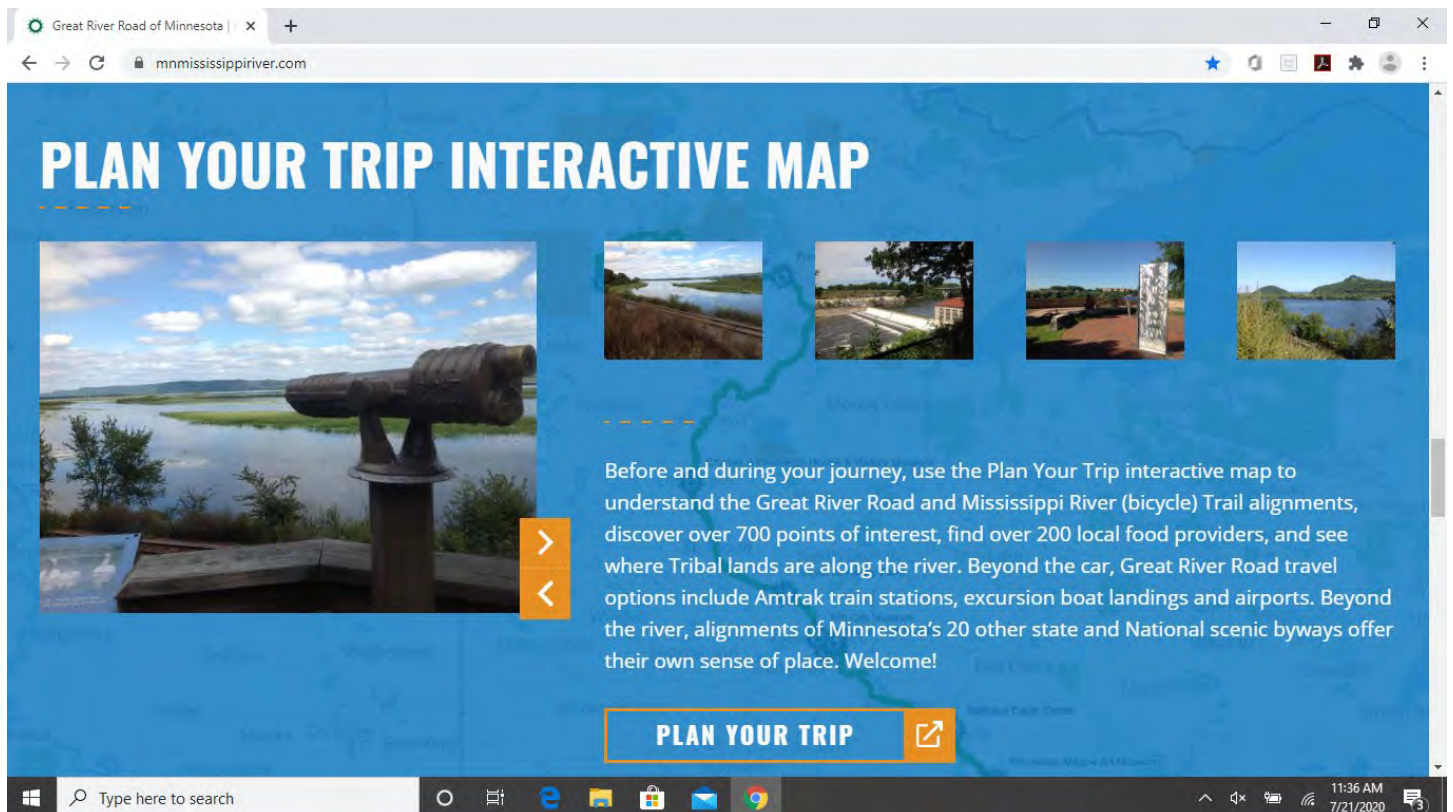 Great River Road of Minnesota |
mnmississippiriver.com
PLAN YOUR TRIP INTERACTIVE MAP
Before and during your journey, use the Plan Your Trip interactive map to
understand the Great River Road and Mississippi River (bicycle) Trail alignments,
discover over 700 points of interest, find over 200 local food providers, and see
where Tribal lands are along the river. Beyond the car, Great River Road travel
options include Amtrak train stations, excursion boat landings and airports. Beyond
the river, alignments of Minnesota's 20 other state and National scenic byways offer
their own sense of place. Welcome!
PLAN YOUR TRIP
Type here to search
11:36 AM
7/21/2020
3